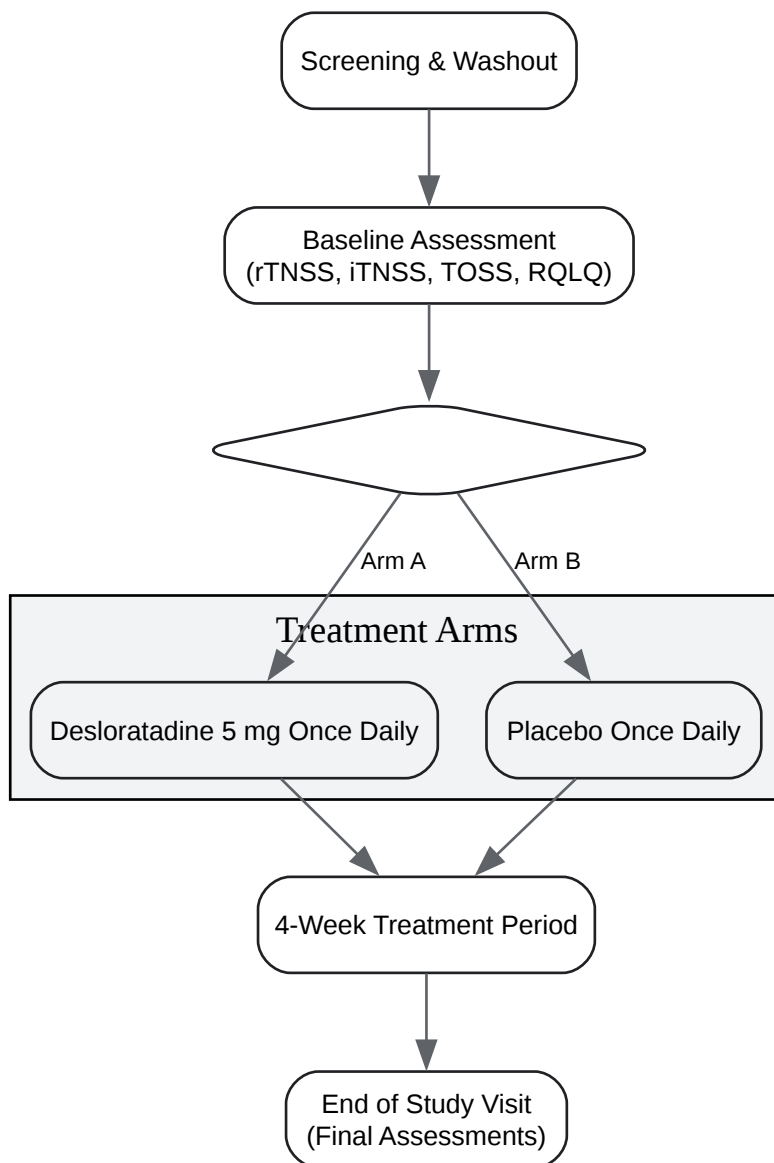 Screening & Washout
Baseline Assessment
(rTNSS, iTNSS, TOSS, RQLQ)
Arm A
Arm B
Treatment Arms
Desloratadine 5 mg Once Daily
Placebo Once Daily
4-Week Treatment Period
End of Study Visit
(Final Assessments)